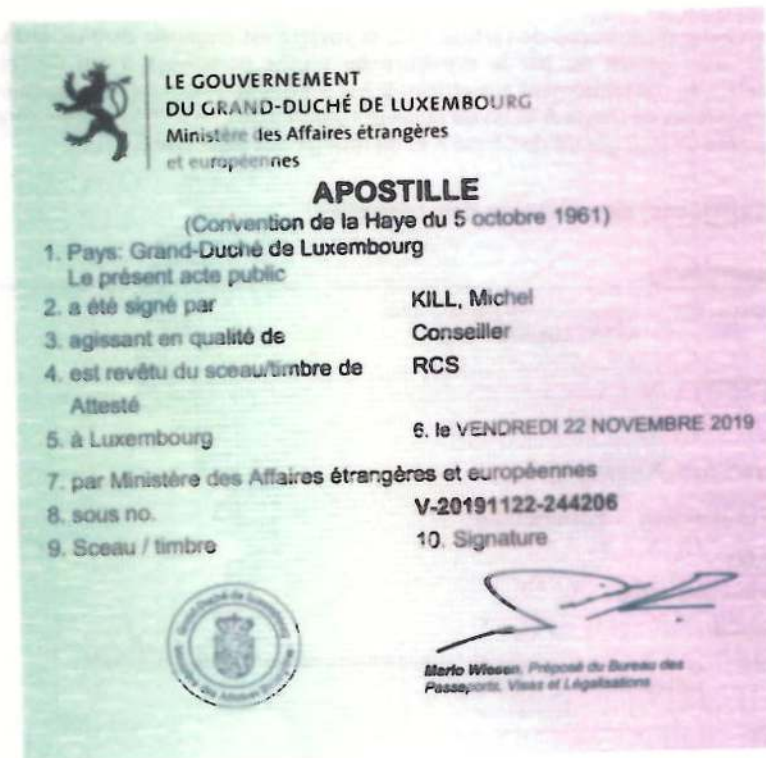 LE GOUVERNEMENT
DU GRAND-DUCHÉ DE LUXEMBOURG
Ministère des Affaires étrangères
et européennes
APOSTILLE
(Convention de la Haye du 5 octobre 1961)
1. Pays: Grand-Duché de Luxembourg
Le présent acte public
2. a été signé par KILL, Michel
3. agissant en qualité de Conseiller
4. est revêtu du sceau/timbre de RCS
Attesté
5. à Luxembourg 6. le VENDREDI 22 NOVEMBRE 2019
7. par Ministère des Affaires étrangères et européennes
8. sous no. V-20191122-244206
9. Sceau / timbre 10. Signature
Grand-Duché de Luxembourg
Mario Wiesen, Préposé du Bureau des
Passeports, Visas et Légalisations